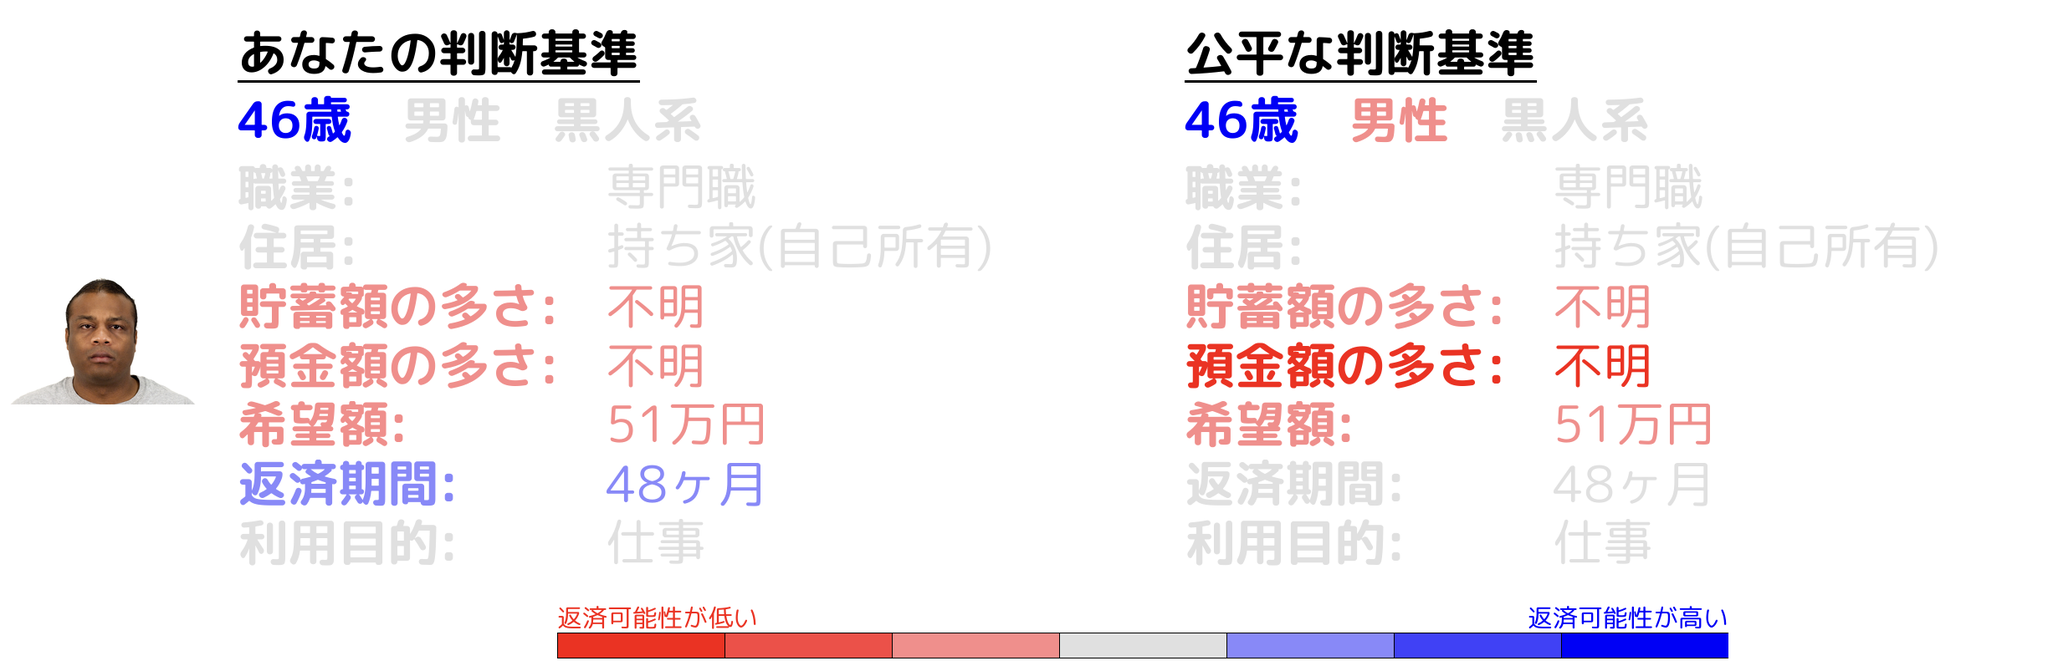 あなたの判断基準
46歳 男性 黒人系
職業: 専門職
住居: 持ち家(自己所有)
貯蓄額の多さ: 不明
預金額の多さ: 不明
希望額: 51万円
返済期間: 48ヶ月
利用目的: 仕事
公平な判断基準
46歳 男性 黒人系
職業: 専門職
住居: 持ち家(自己所有)
貯蓄額の多さ: 不明
預金額の多さ: 不明
希望額: 51万円
返済期間: 48ヶ月
利用目的: 仕事
返済可能性が低い
返済可能性が高い